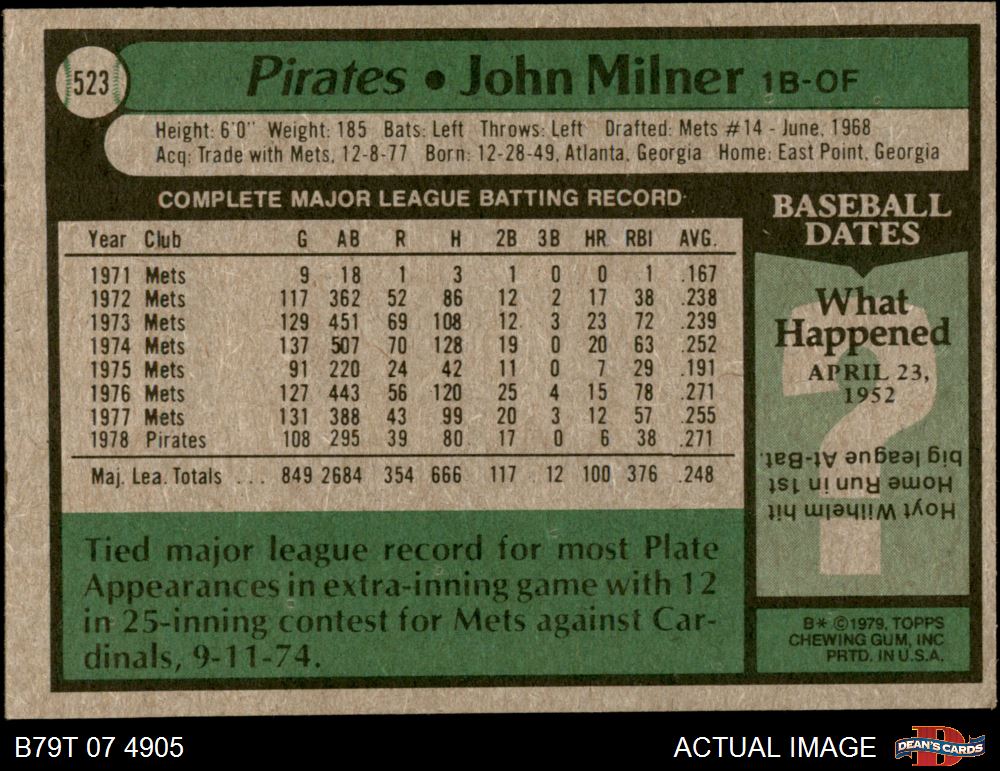 523
Pirates • John Milner 1B-OF
Height: 6'0" Weight: 185 Bats: Left Throws: Left Drafted: Mets #14 - June, 1968
Acq: Trade with Mets, 12-8-77 Born: 12-28-49, Atlanta, Georgia Home: East Point, Georgia
COMPLETE MAJOR LEAGUE BATTING RECORD
Year Club G AB R H 2B 3B HR RBI AVG.
1971 Mets 9 18 1 3 1 0 0 1 .167
1972 Mets 117 362 52 86 12 2 17 38 .238
1973 Mets 129 451 69 108 12 3 23 72 .239
1974 Mets 137 507 70 128 19 0 20 63 .252
1975 Mets 91 220 24 42 11 0 7 29 .191
1976 Mets 127 443 56 120 25 4 15 78 .271
1977 Mets 131 388 43 99 20 3 12 57 .255
1978 Pirates 108 295 39 80 17 0 6 38 .271
Maj. Lea. Totals ... 849 2684 354 666 117 12 100 376 .248
Tied major league record for most Plate
Appearances in extra-inning game with 12
in 25-inning contest for Mets against Car-
dinals, 9-11-74.
BASEBALL
DATES
What
Happened
APRIL 23,
1952
?
Hoyt Wilhelm hit
Home Run in 1st
big league At-Bat.
B* ©1979, TOPPS
CHEWING GUM, INC
PRTD. IN U.S.A.
B79T 07 4905
ACTUAL IMAGE
D
DEAN'S CARDS